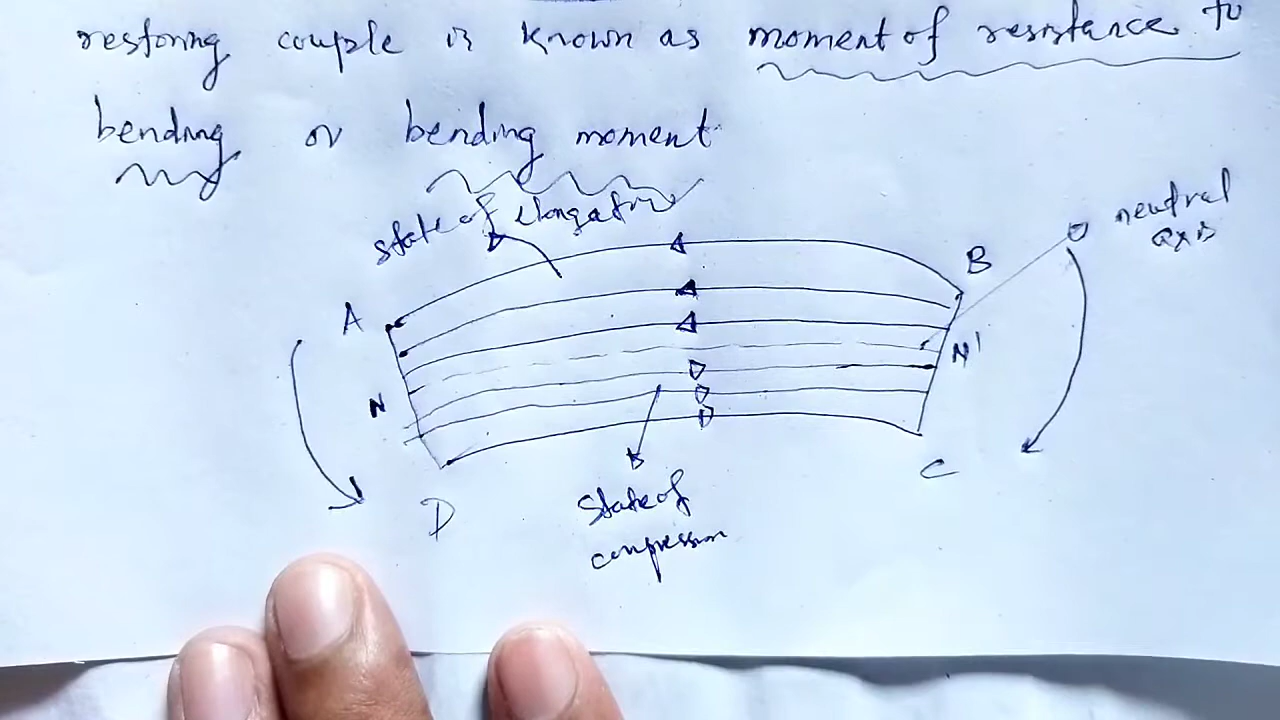 restoring couple is known as moment of resistance to
bending or bending moment
state of elongation
neutral
axis
B
A
N'
N
C
D
State of
compression